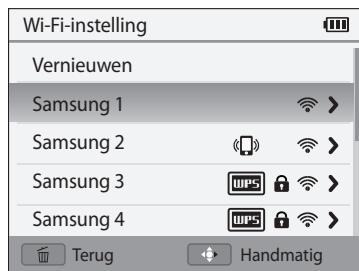 Wi-Fi-instelling
Vernieuwen
Samsung 1
Samsung 2
Samsung 3 WPS
Samsung 4 WPS
Terug Handmatig